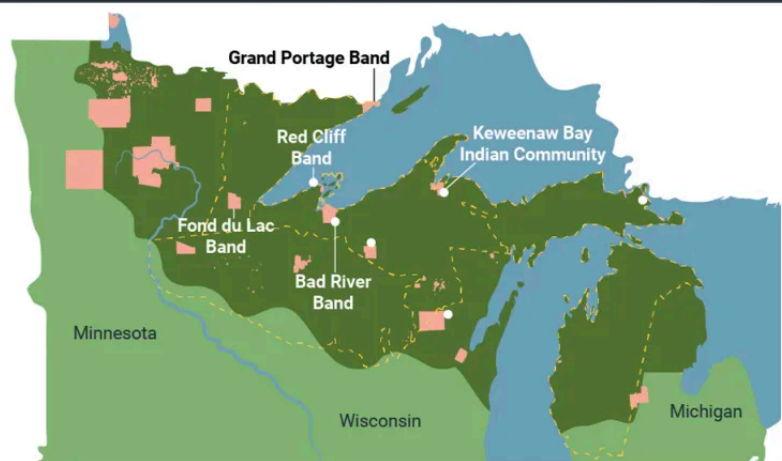 Grand Portage Band
Red Cliff
Band
Keweenaw Bay
Indian Community
Fond du Lac
Band
Bad River
Band
Minnesota
Wisconsin
Michigan